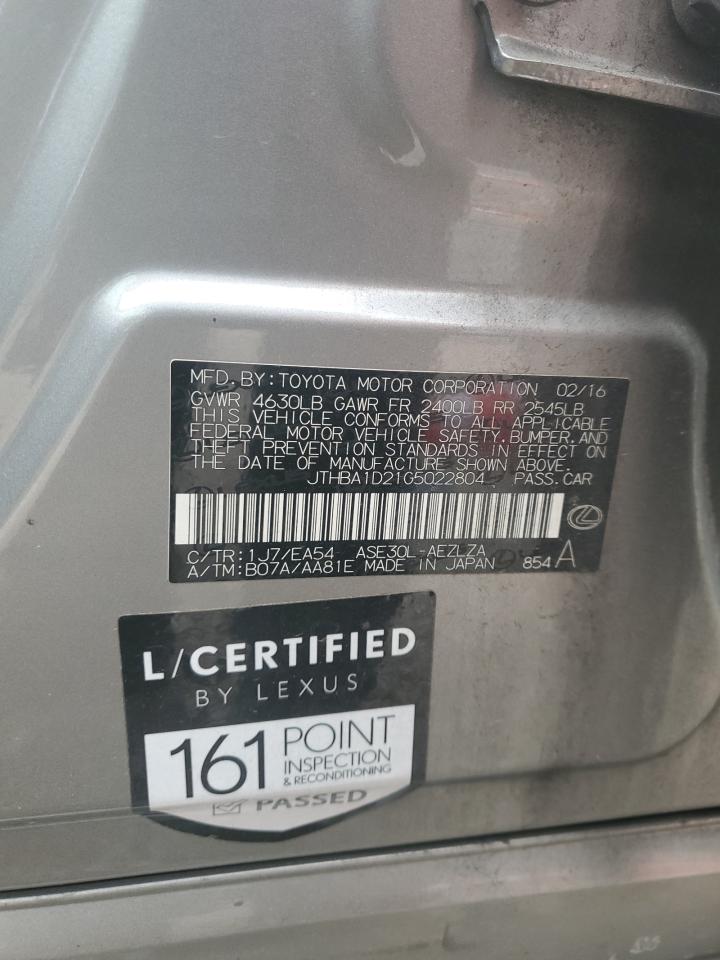 MFD. BY: TOYOTA MOTOR CORPORATION 02/16
GVWR 4630LB GAWR FR 2400LB RR 2545LB
THIS VEHICLE CONFORMS TO ALL APPLICABLE
FEDERAL MOTOR VEHICLE SAFETY, BUMPER, AND
THEFT PREVENTION STANDARDS IN EFFECT ON
THE DATE OF MANUFACTURE SHOWN ABOVE.
JTHBA1D21G5022804 PASS. CAR
C/TR: 1J7/EA54 ASE30L-AEZLZA
A/TM: B07A/AA81E MADE IN JAPAN 854 A
L/CERTIFIED
BY LEXUS
161 POINT
INSPECTION
& RECONDITIONING
PASSED